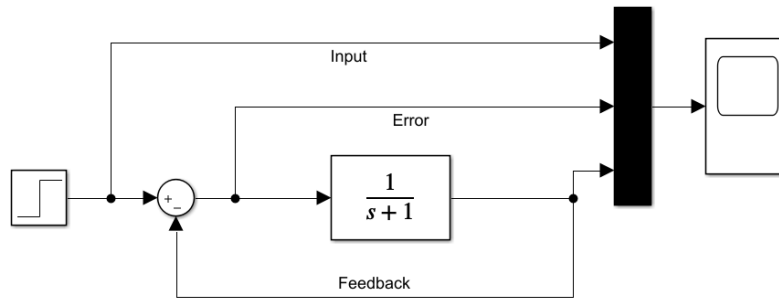 Input
Error
+
−
1
s + 1
Feedback